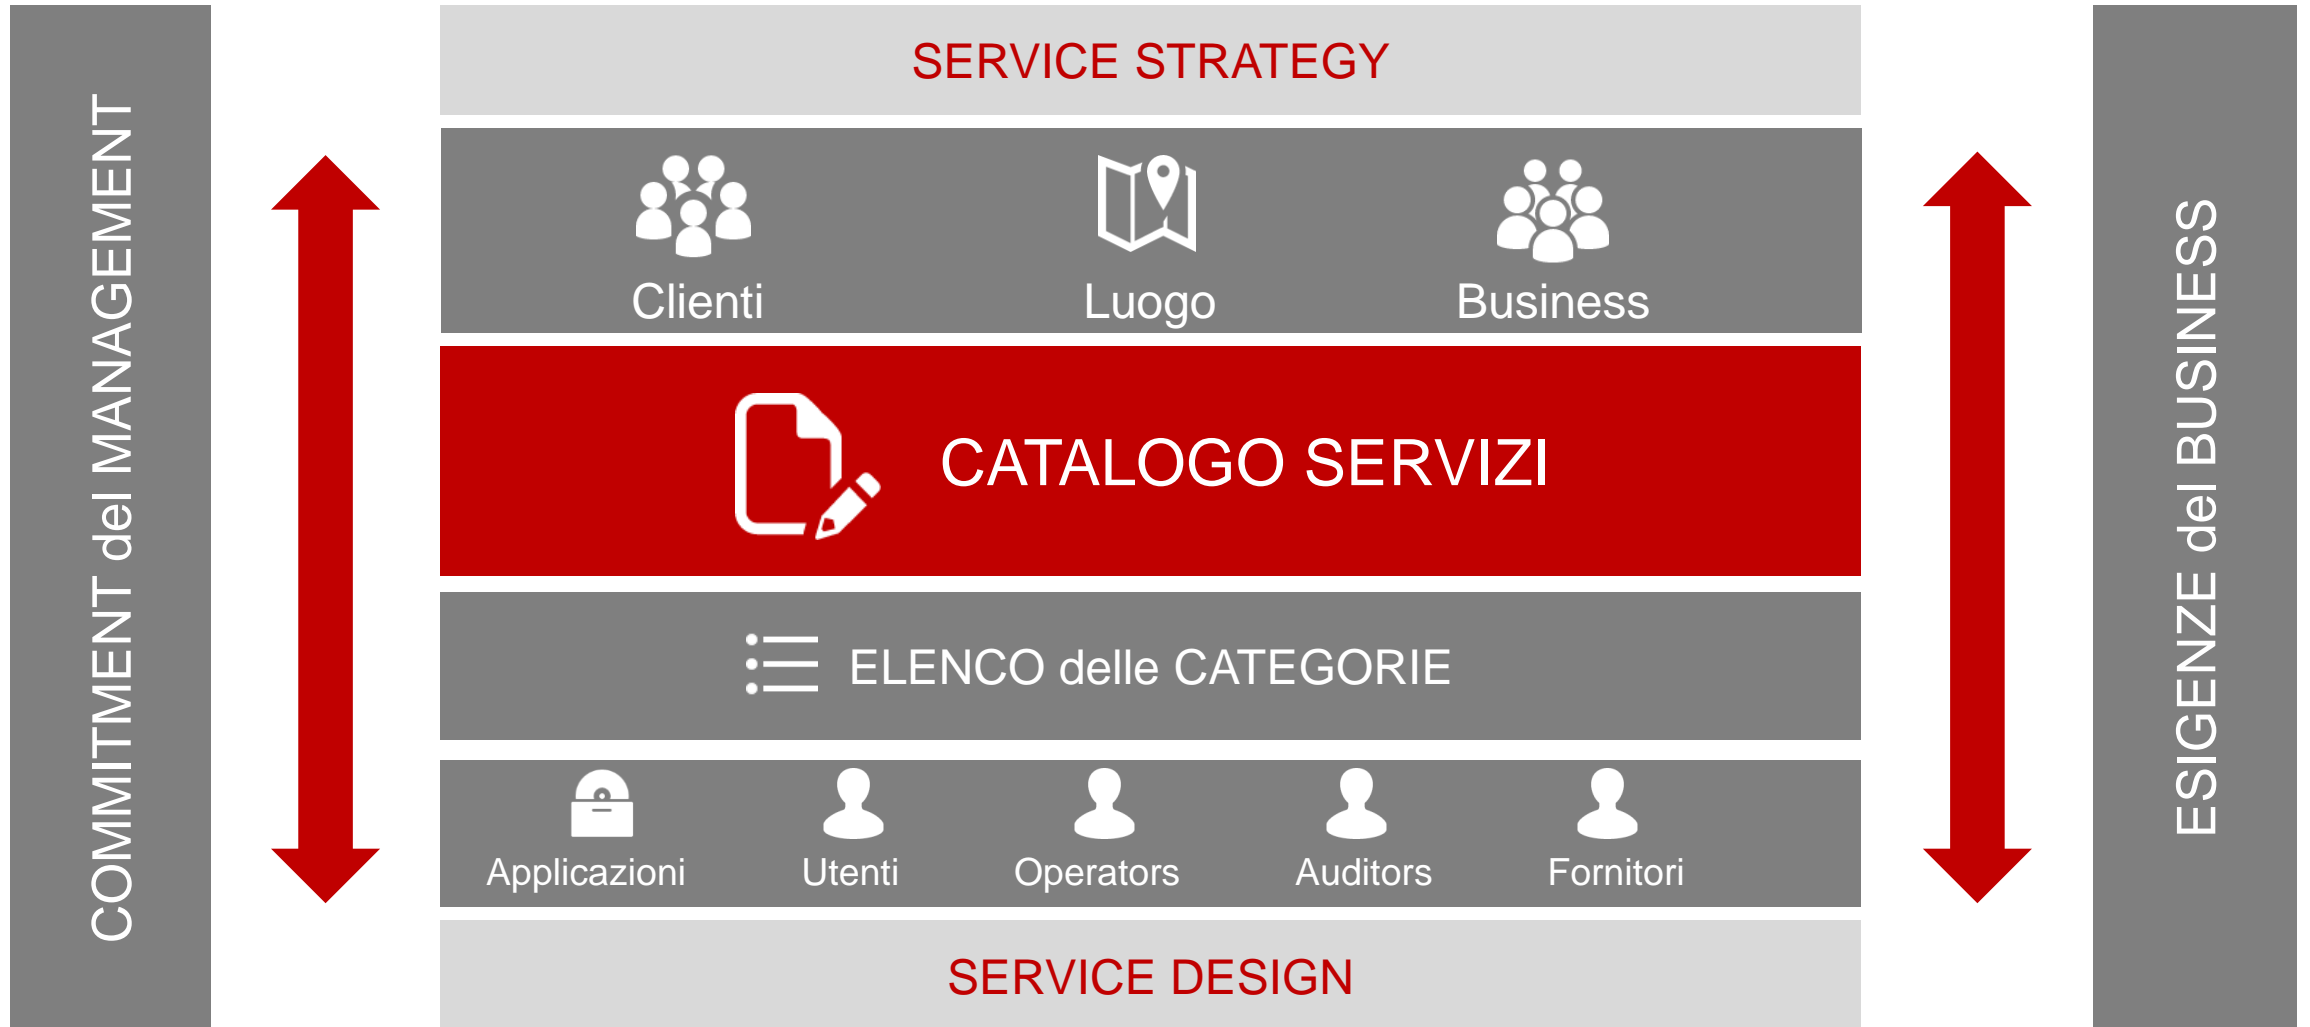 COMMITMENT del MANAGEMENT
SERVICE STRATEGY
Clienti
Luogo
Business
CATALOGO SERVIZI
ELENCO delle CATEGORIE
Applicazioni
Utenti
Operators
Auditors
Fornitori
SERVICE DESIGN
ESIGENZE del BUSINESS